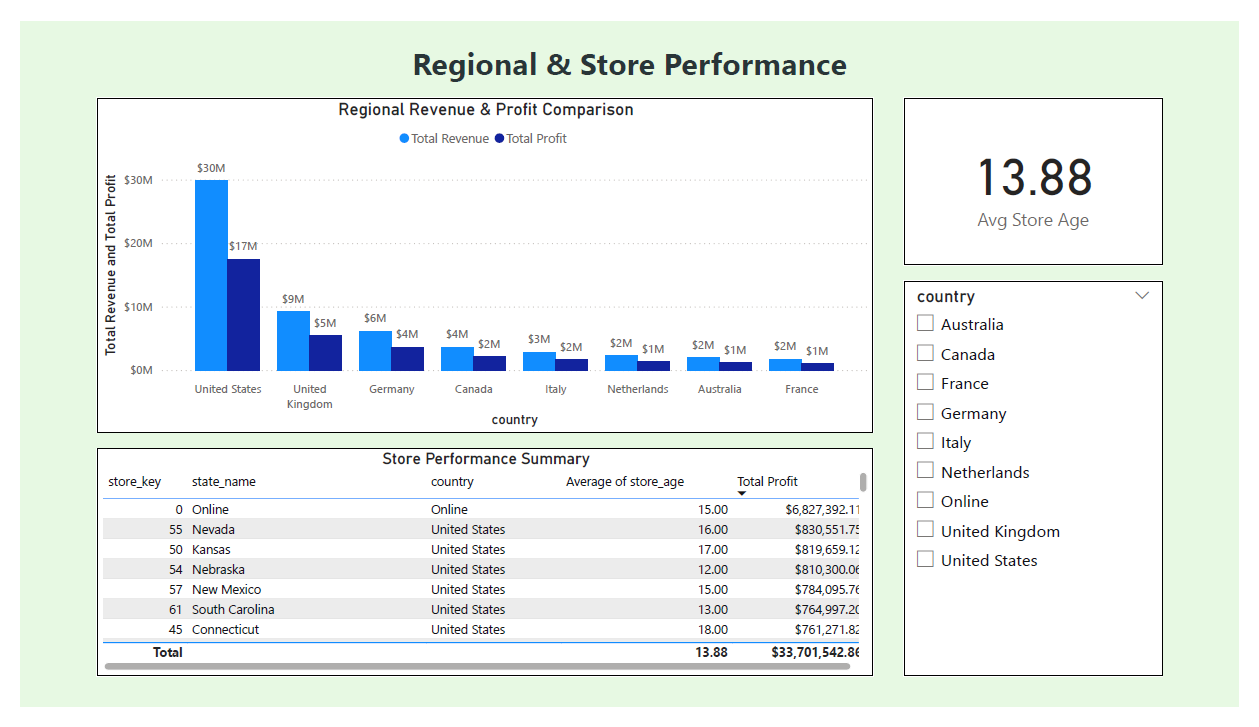 Regional & Store Performance
Regional Revenue & Profit Comparison
Total Revenue Total Profit
Total Revenue and Total Profit
$30M
$20M
$10M
$0M
$30M
$17M
$9M
$5M
$6M
$4M
$4M
$2M
$3M
$2M
$2M
$1M
$2M
$1M
$2M
$1M
United States
United
Kingdom
Germany
Canada
Italy
Netherlands
Australia
France
country
13.88
Avg Store Age
country
Australia
Canada
France
Germany
Italy
Netherlands
Online
United Kingdom
United States
Store Performance Summary
store_key state_name country Average of store_age Total Profit
0 Online Online 15.00 $6,827,392.11
55 Nevada United States 16.00 $830,551.75
50 Kansas United States 17.00 $819,659.12
54 Nebraska United States 12.00 $810,300.06
57 New Mexico United States 15.00 $784,095.76
61 South Carolina United States 13.00 $764,997.20
45 Connecticut United States 18.00 $761,271.82
Total 13.88 $33,701,542.86